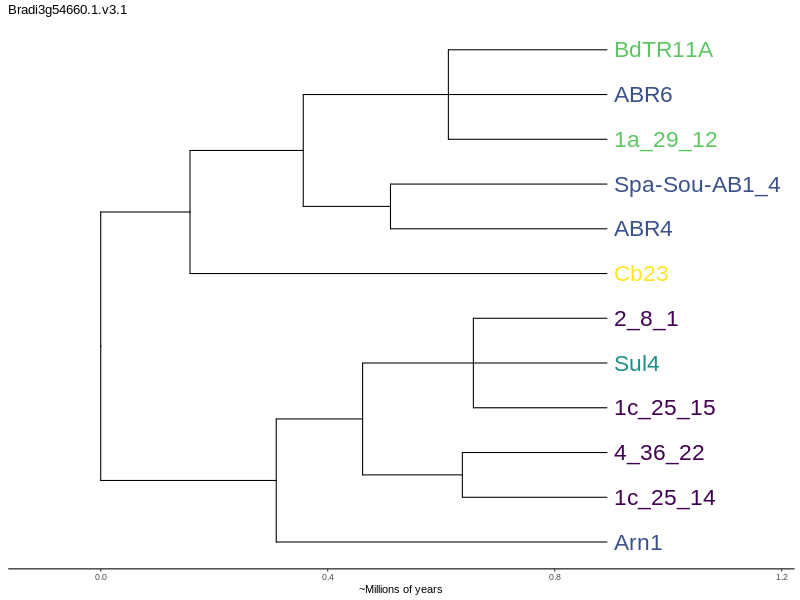 Bradi3g54660.1.v3.1
BdTR11A
ABR6
1a_29_12
Spa-Sou-AB1_4
ABR4
Cb23
2_8_1
Sul4
1c_25_15
4_36_22
1c_25_14
Arn1
0.0 0.4 0.8 1.2
~Millions of years